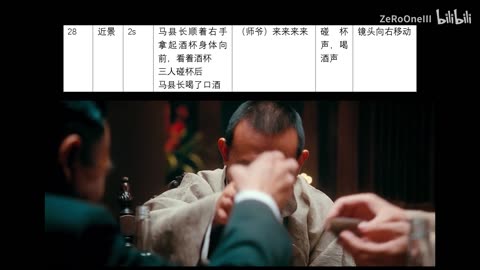 ZeRoOneIII bilibili
28 近景 2s 马县长顺着右手 (师爷)来来来来 碰杯 镜头向右移动
拿起酒杯身体向 声,喝
前,看着酒杯 酒声
三人碰杯后
马县长喝了口酒